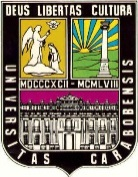 DEUS LIBERTAS CULTURA
MDCCCXCII - MCMLVIII
UNIVERSITAS CARABOBENSIS